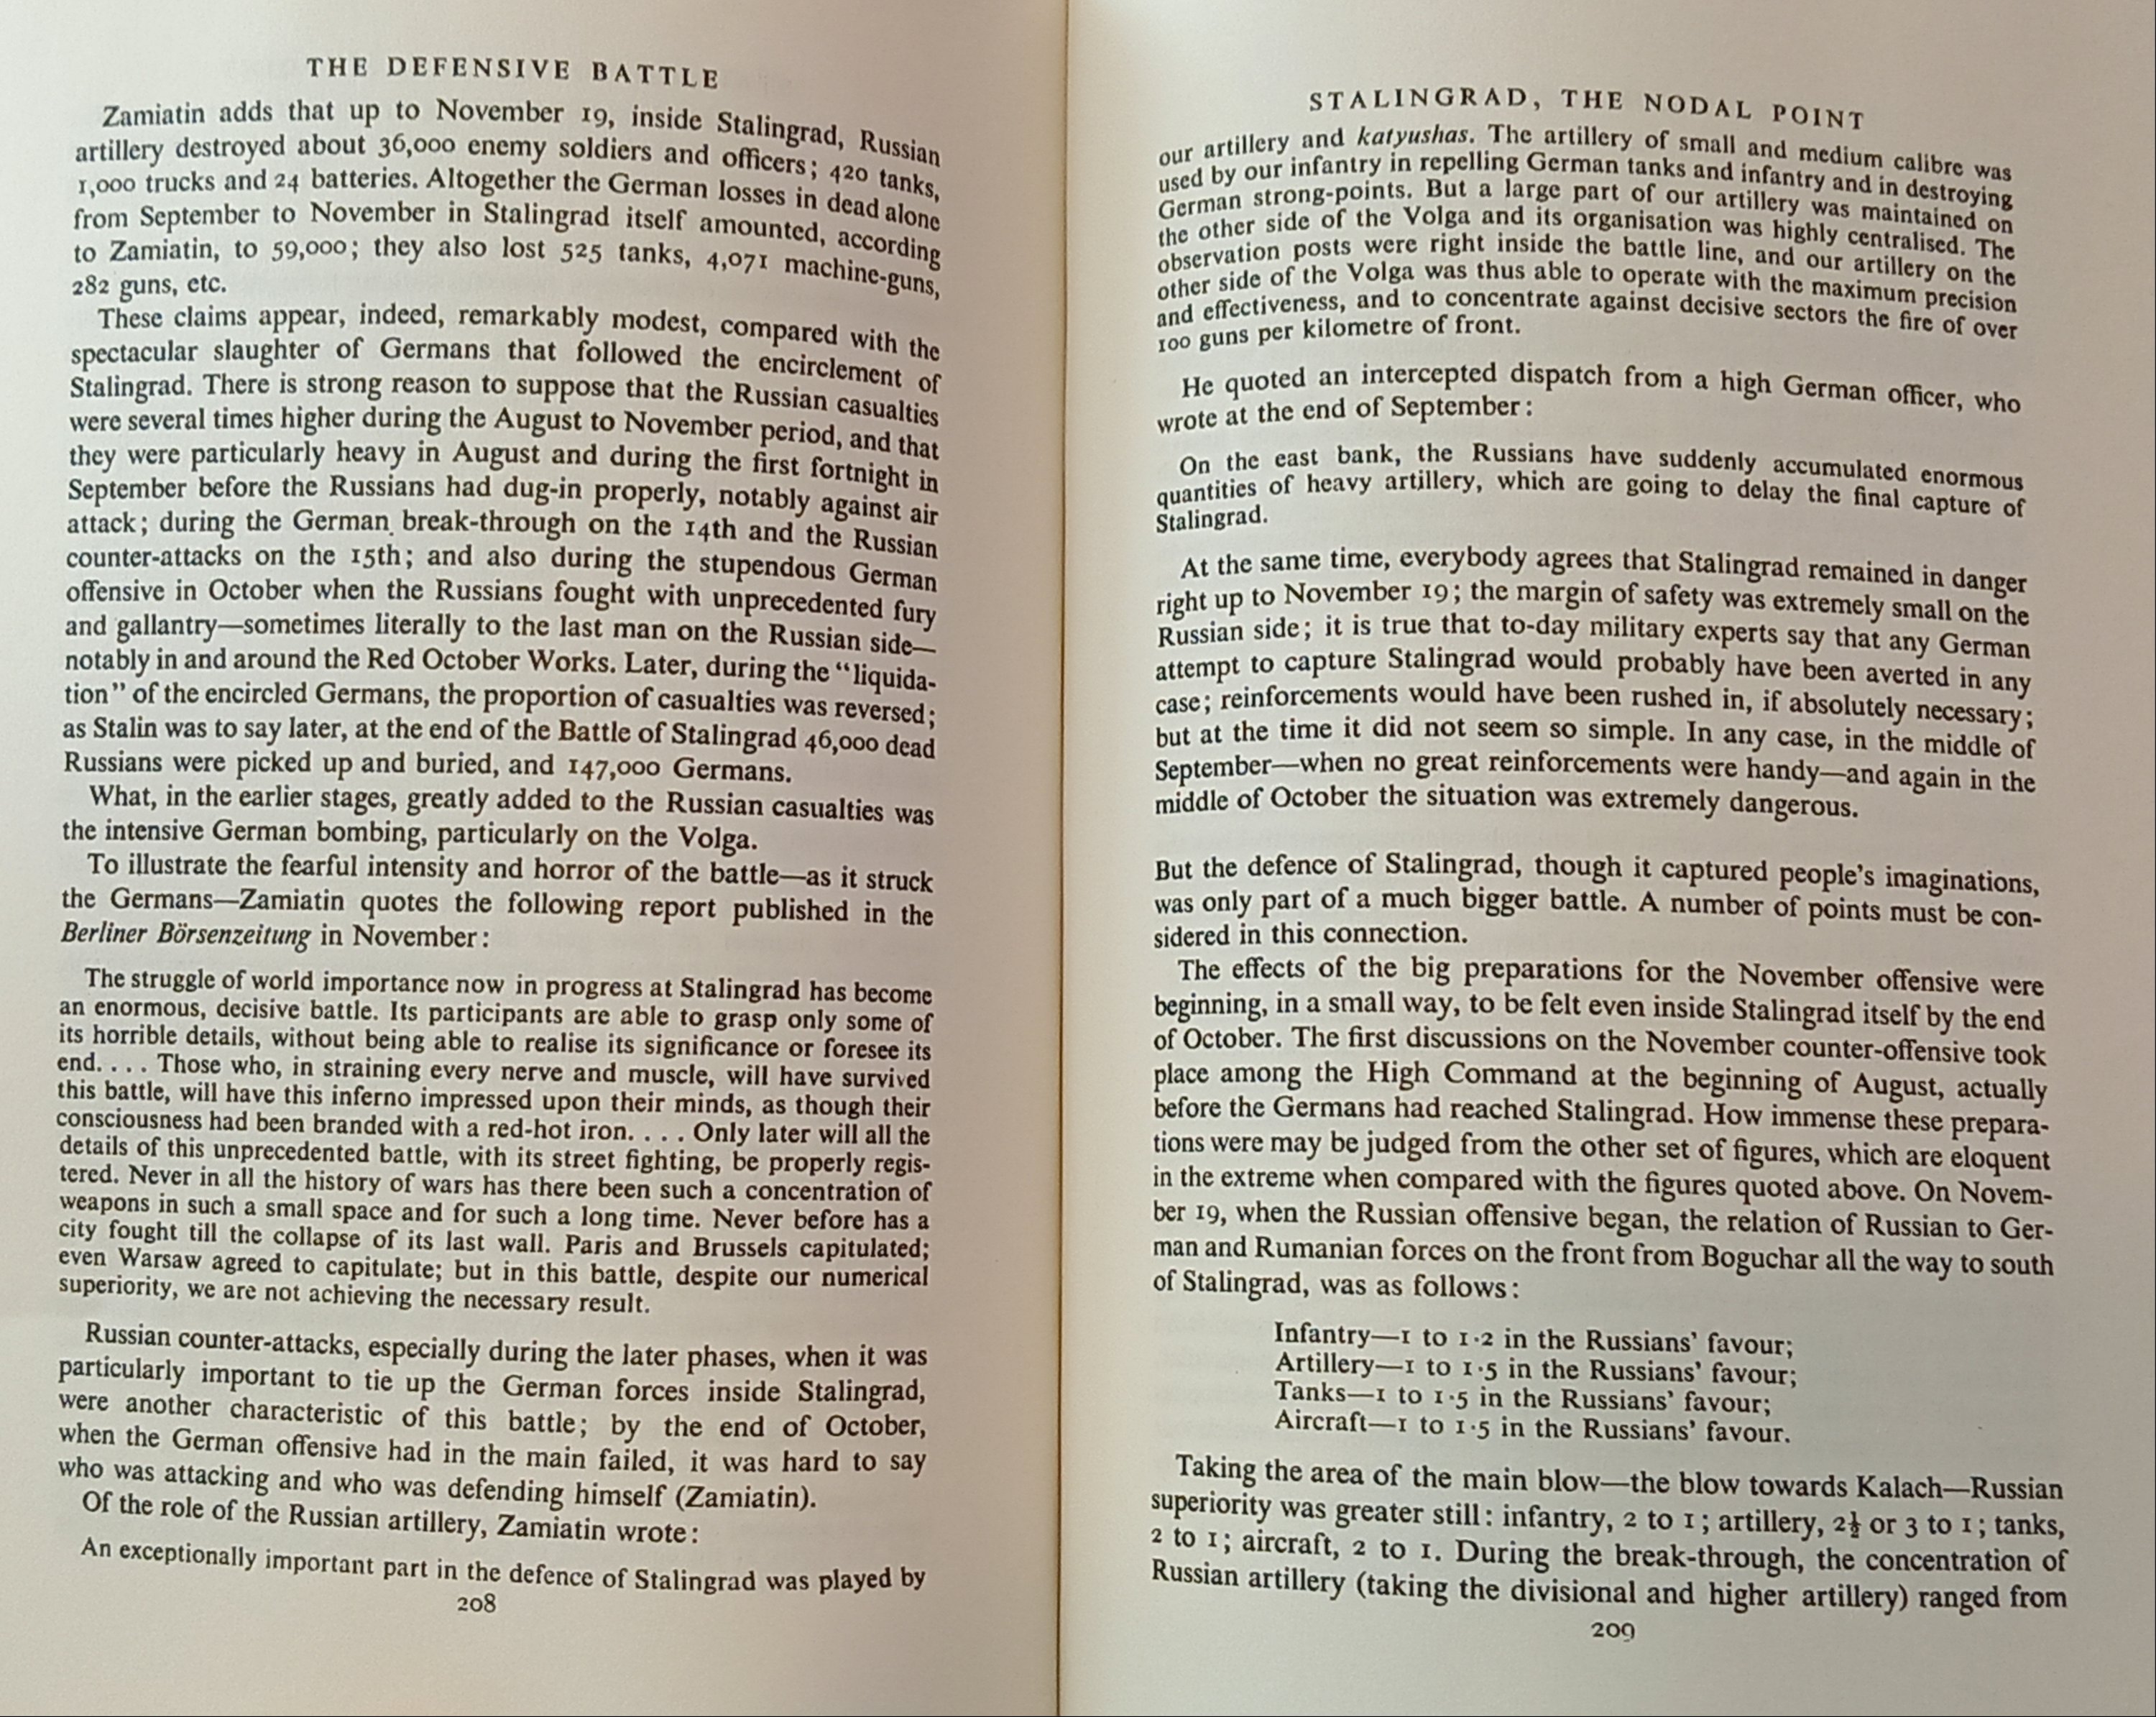 THE DEFENSIVE BATTLE
Zamiatin adds that up to November 19, inside Stalingrad, Russian
artillery destroyed about 36,000 enemy soldiers and officers; 420 tanks,
1,000 trucks and 24 batteries. Altogether the German losses in dead alone
from September to November in Stalingrad itself amounted, according
to Zamiatin, to 59,000; they also lost 525 tanks, 4,071 machine-guns,
282 guns, etc.
These claims appear, indeed, remarkably modest, compared with the
spectacular slaughter of Germans that followed the encirclement of
Stalingrad. There is strong reason to suppose that the Russian casualties
were several times higher during the August to November period, and that
they were particularly heavy in August and during the first fortnight in
September before the Russians had dug-in properly, notably against air
attack; during the German break-through on the 14th and the Russian
counter-attacks on the 15th; and also during the stupendous German
offensive in October when the Russians fought with unprecedented fury
and gallantry—sometimes literally to the last man on the Russian side—
notably in and around the Red October Works. Later, during the "liquida-
tion" of the encircled Germans, the proportion of casualties was reversed;
as Stalin was to say later, at the end of the Battle of Stalingrad 46,000 dead
Russians were picked up and buried, and 147,000 Germans.
What, in the earlier stages, greatly added to the Russian casualties was
the intensive German bombing, particularly on the Volga.
To illustrate the fearful intensity and horror of the battle—as it struck
the Germans—Zamiatin quotes the following report published in the
Berliner Börsenzeitung in November:
The struggle of world importance now in progress at Stalingrad has become
an enormous, decisive battle. Its participants are able to grasp only some of
its horrible details, without being able to realise its significance or foresee its
end. . . . Those who, in straining every nerve and muscle, will have survived
this battle, will have this inferno impressed upon their minds, as though their
consciousness had been branded with a red-hot iron. . . . Only later will all the
details of this unprecedented battle, with its street fighting, be properly regis-
tered. Never in all the history of wars has there been such a concentration of
weapons in such a small space and for such a long time. Never before has a
city fought till the collapse of its last wall. Paris and Brussels capitulated;
even Warsaw agreed to capitulate; but in this battle, despite our numerical
superiority, we are not achieving the necessary result.
Russian counter-attacks, especially during the later phases, when it was
particularly important to tie up the German forces inside Stalingrad,
were another characteristic of this battle; by the end of October,
when the German offensive had in the main failed, it was hard to say
who was attacking and who was defending himself (Zamiatin).
Of the role of the Russian artillery, Zamiatin wrote:
An exceptionally important part in the defence of Stalingrad was played by
208
STALINGRAD, THE NODAL POINT
our artillery and katyushas. The artillery of small and medium calibre was
used by our infantry in repelling German tanks and infantry and in destroying
German strong-points. But a large part of our artillery was maintained on
the other side of the Volga and its organisation was highly centralised. The
observation posts were right inside the battle line, and our artillery on the
other side of the Volga was thus able to operate with the maximum precision
and effectiveness, and to concentrate against decisive sectors the fire of over
100 guns per kilometre of front.
He quoted an intercepted dispatch from a high German officer, who
wrote at the end of September:
On the east bank, the Russians have suddenly accumulated enormous
quantities of heavy artillery, which are going to delay the final capture of
Stalingrad.
At the same time, everybody agrees that Stalingrad remained in danger
right up to November 19; the margin of safety was extremely small on the
Russian side; it is true that to-day military experts say that any German
attempt to capture Stalingrad would probably have been averted in any
case; reinforcements would have been rushed in, if absolutely necessary;
but at the time it did not seem so simple. In any case, in the middle of
September—when no great reinforcements were handy—and again in the
middle of October the situation was extremely dangerous.
But the defence of Stalingrad, though it captured people's imaginations,
was only part of a much bigger battle. A number of points must be con-
sidered in this connection.
The effects of the big preparations for the November offensive were
beginning, in a small way, to be felt even inside Stalingrad itself by the end
of October. The first discussions on the November counter-offensive took
place among the High Command at the beginning of August, actually
before the Germans had reached Stalingrad. How immense these prepara-
tions were may be judged from the other set of figures, which are eloquent
in the extreme when compared with the figures quoted above. On Novem-
ber 19, when the Russian offensive began, the relation of Russian to Ger-
man and Rumanian forces on the front from Boguchar all the way to south
of Stalingrad, was as follows:
Infantry—1 to 1·2 in the Russians' favour;
Artillery—1 to 1·5 in the Russians' favour;
Tanks—1 to 1·5 in the Russians' favour;
Aircraft—1 to 1·5 in the Russians' favour.
Taking the area of the main blow—the blow towards Kalach—Russian
superiority was greater still: infantry, 2 to 1; artillery, 2½ or 3 to 1; tanks,
2 to 1; aircraft, 2 to 1. During the break-through, the concentration of
Russian artillery (taking the divisional and higher artillery) ranged from
209